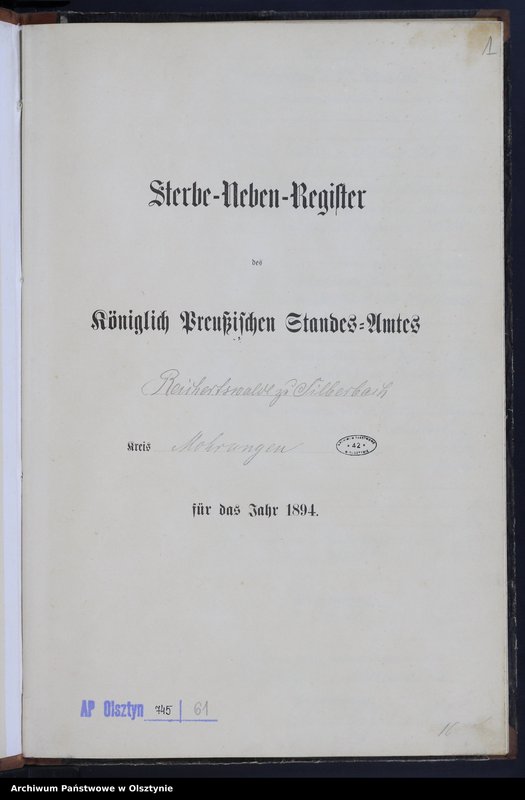 1
Sterbe-Neben-Register
des
Königlich Preußischen Standes-Amtes
Reichertswalde zu Silberbach
Kreis Mohrungen
42
für das Jahr 1894.
AP Olsztyn 745 / 61
16
Archiwum Państwowe w Olsztynie